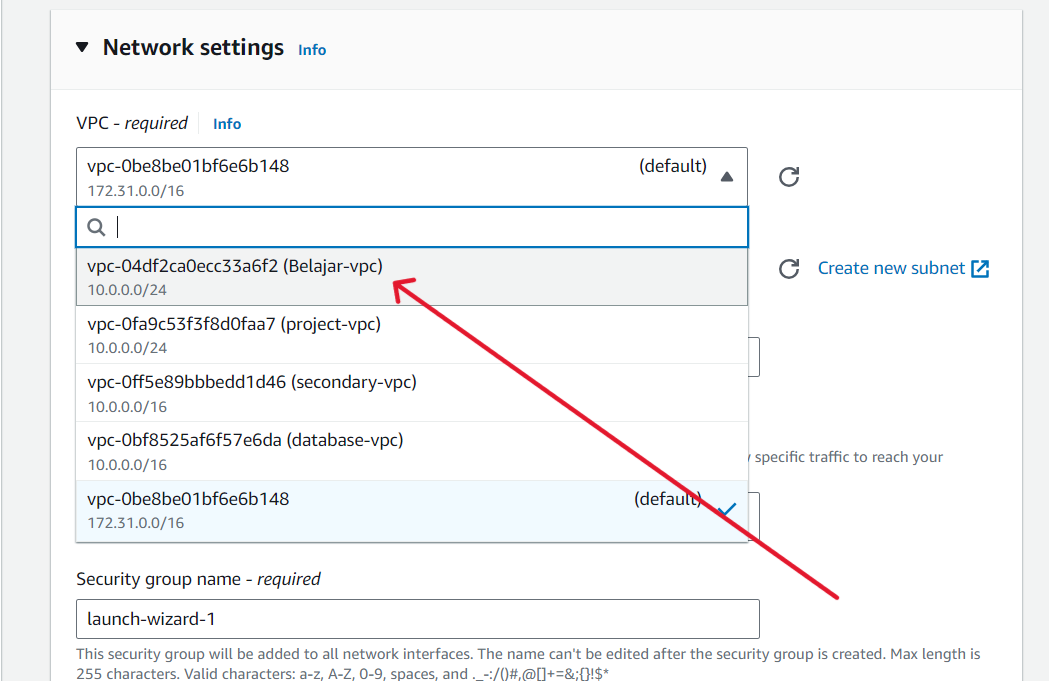 Network settings Info
VPC - required Info
vpc-0be8be01bf6e6b148 (default)
172.31.0.0/16
vpc-04df2ca0ecc33a6f2 (Belajar-vpc)
10.0.0.0/24
Create new subnet
vpc-0fa9c53f3f8d0faa7 (project-vpc)
10.0.0.0/24
vpc-0ff5e89bbbedd1d46 (secondary-vpc)
10.0.0.0/16
vpc-0bf8525af6f57e6da (database-vpc)
10.0.0.0/16
specific traffic to reach your
vpc-0be8be01bf6e6b148 (default)
172.31.0.0/16
Security group name - required
launch-wizard-1
This security group will be added to all network interfaces. The name can't be edited after the security group is created. Max length is
255 characters. Valid characters: a-z, A-Z, 0-9, spaces, and ._-:/()#,@[]+=&;{}!$*